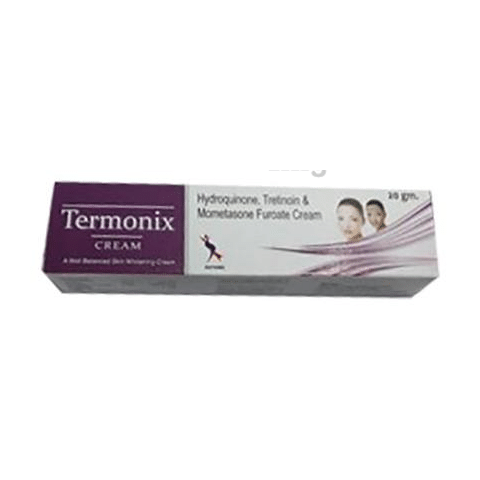 Termonix
CREAM
A Well Balanced Skin Whitening Cream
Hydroquinone, Tretinoin &
Mometasone Furoate Cream
20 gm.